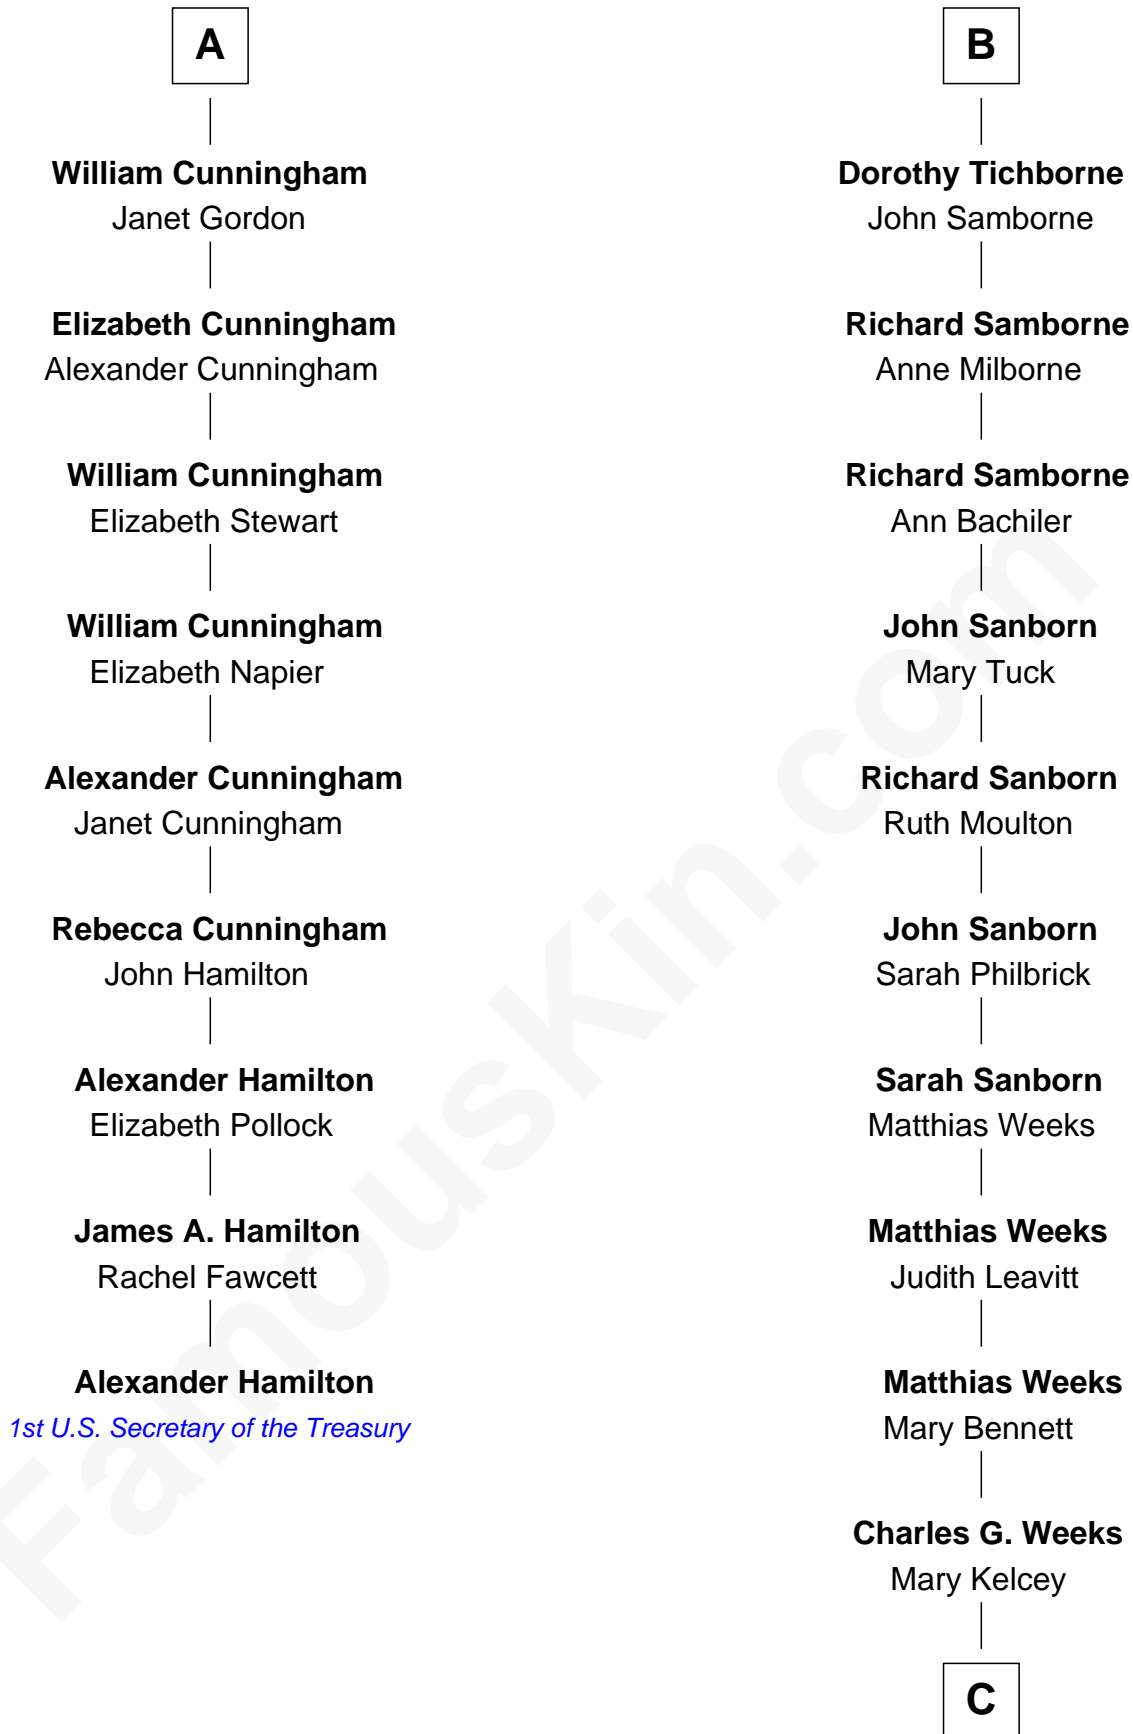 A
William Cunningham
Janet Gordon
Elizabeth Cunningham
Alexander Cunningham
William Cunningham
Elizabeth Stewart
William Cunningham
Elizabeth Napier
Alexander Cunningham
Janet Cunningham
Rebecca Cunningham
John Hamilton
Alexander Hamilton
Elizabeth Pollock
James A. Hamilton
Rachel Fawcett
Alexander Hamilton
1st U.S. Secretary of the Treasury
B
Dorothy Tichborne
John Samborne
Richard Samborne
Anne Milborne
Richard Samborne
Ann Bachiler
John Sanborn
Mary Tuck
Richard Sanborn
Ruth Moulton
John Sanborn
Sarah Philbrick
Sarah Sanborn
Matthias Weeks
Matthias Weeks
Judith Leavitt
Matthias Weeks
Mary Bennett
Charles G. Weeks
Mary Kelcey
C
FamousKin.com